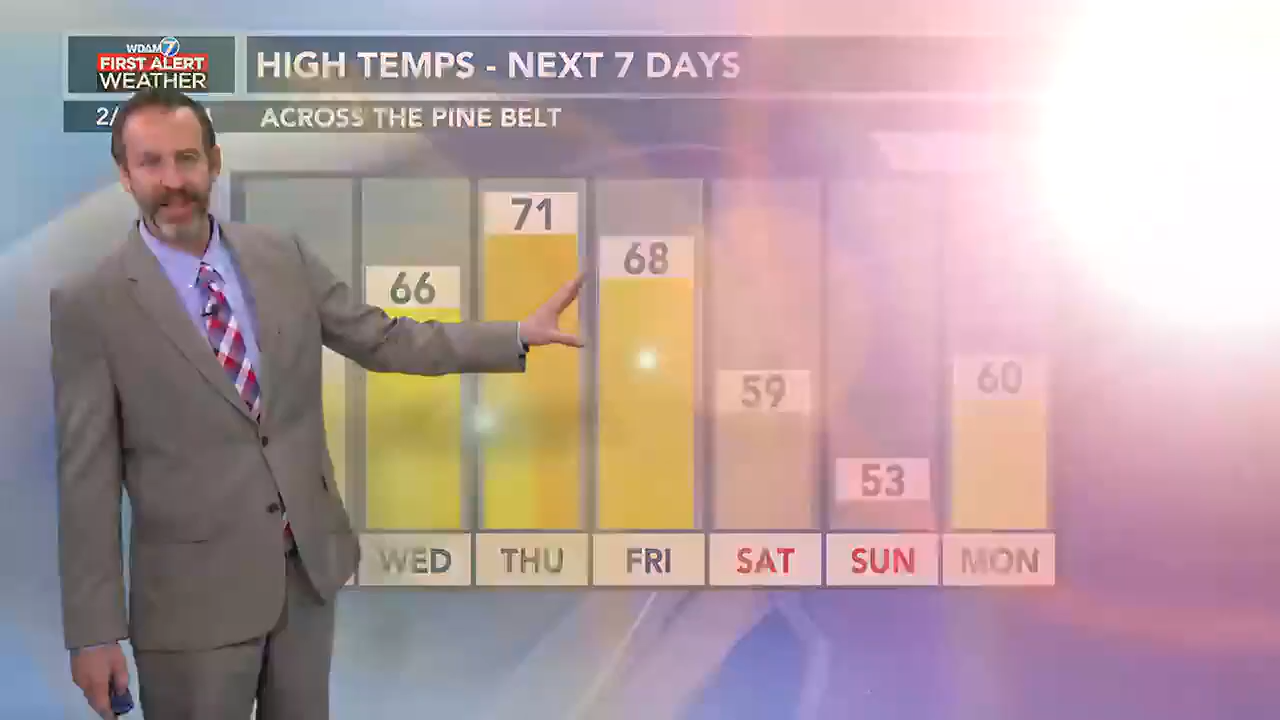 WDAM 7
FIRST ALERT
WEATHER
HIGH TEMPS - NEXT 7 DAYS
2/
ACROSS THE PINE BELT
71
68
66
59
60
53
WED THU FRI SAT SUN MON